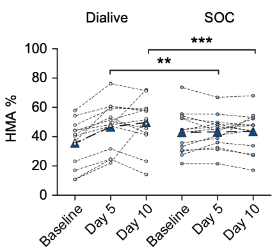 Dialive SOC
***
**
HMA %
100
80
60
40
20
0
Baseline
Day 5
Day 10
Baseline
Day 5
Day 10